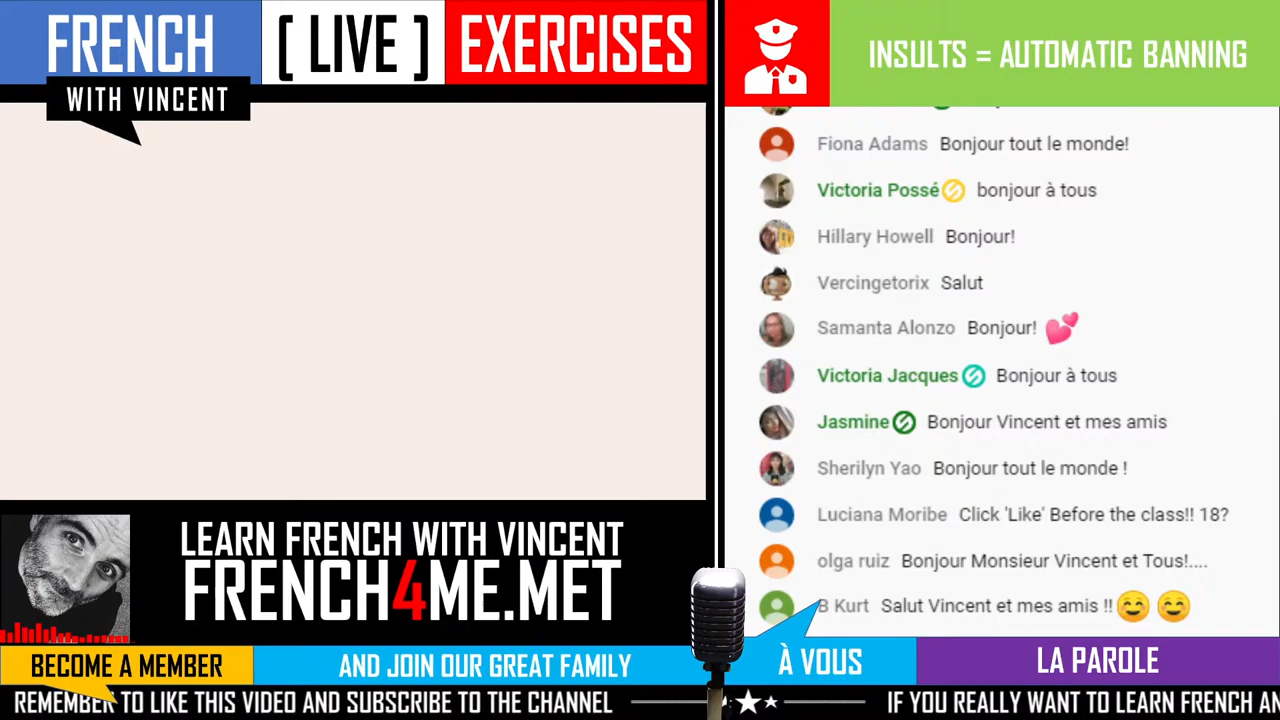 FRENCH
[ LIVE ]
EXERCISES
WITH VINCENT
INSULTS = AUTOMATIC BANNING
Fiona Adams Bonjour tout le monde!
Victoria Possé bonjour à tous
Hillary Howell Bonjour!
Vercingetorix Salut
Samanta Alonzo Bonjour! 💕
Victoria Jacques Bonjour à tous
Jasmine Bonjour Vincent et mes amis
Sherilyn Yao Bonjour tout le monde !
Luciana Moribe Click 'Like' Before the class!! 18?
olga ruiz Bonjour Monsieur Vincent et Tous!....
B Kurt Salut Vincent et mes amis !! ☺️ ☺️
LEARN FRENCH WITH VINCENT
FRENCH4ME.MET
BECOME A MEMBER
AND JOIN OUR GREAT FAMILY
À VOUS
LA PAROLE
REMEMBER TO LIKE THIS VIDEO AND SUBSCRIBE TO THE CHANNEL
IF YOU REALLY WANT TO LEARN FRENCH AN